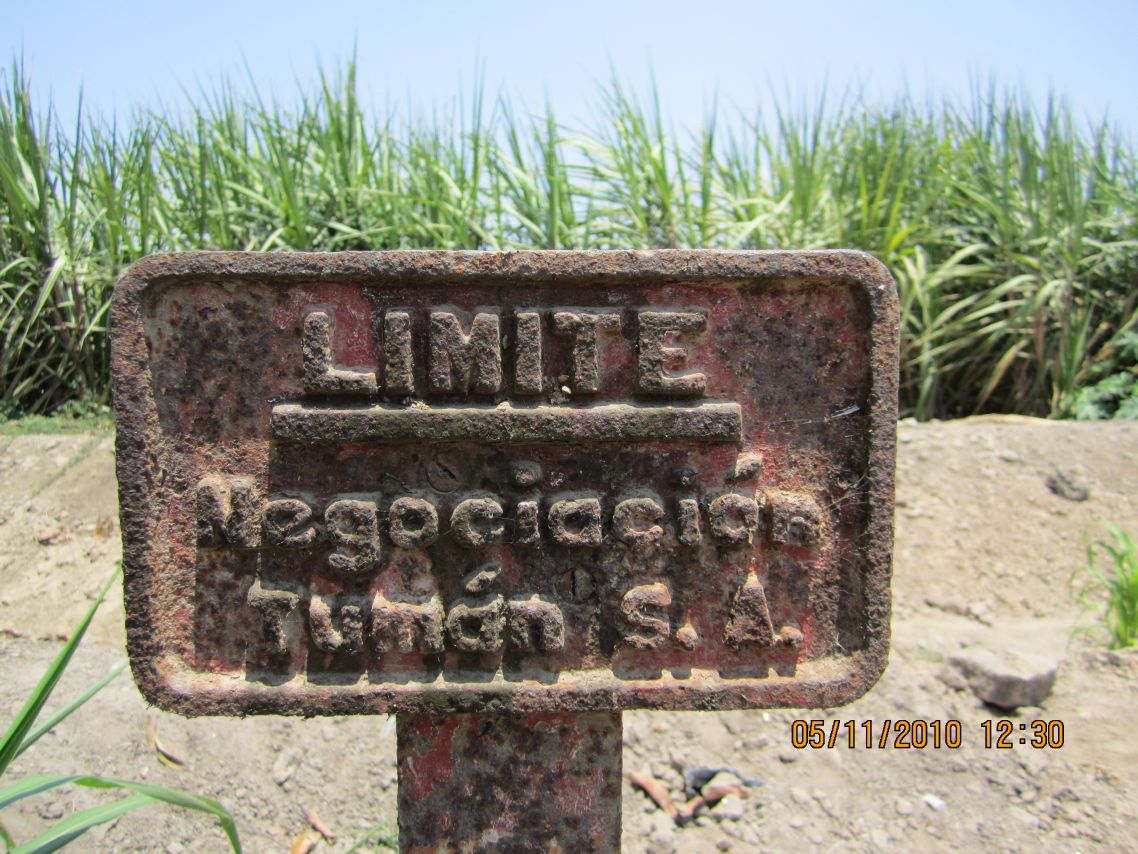 LIMITE
Negociación
Tumán S. A.
05/11/2010 12:30